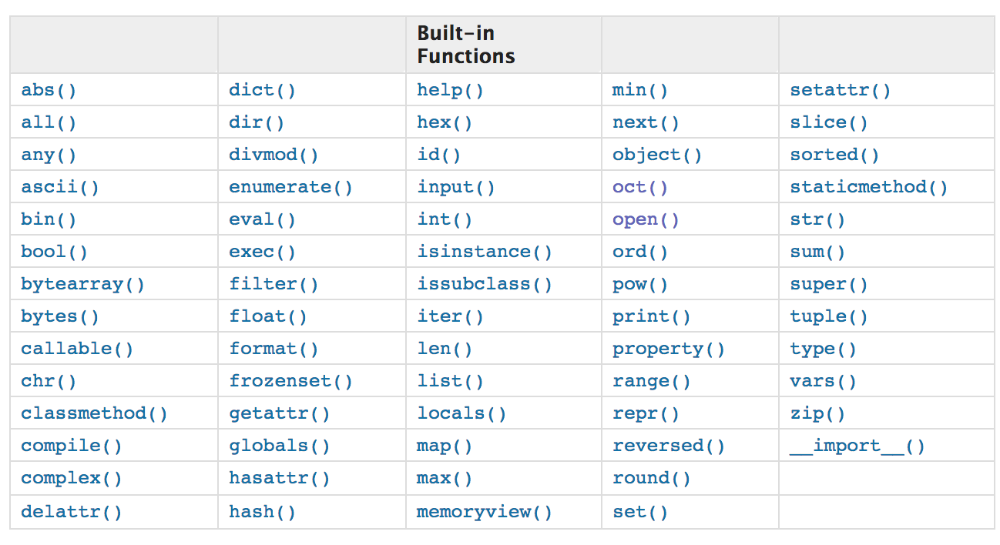 Built-in
Functions
abs() dict() help() min() setattr()
all() dir() hex() next() slice()
any() divmod() id() object() sorted()
ascii() enumerate() input() oct() staticmethod()
bin() eval() int() open() str()
bool() exec() isinstance() ord() sum()
bytearray() filter() issubclass() pow() super()
bytes() float() iter() print() tuple()
callable() format() len() property() type()
chr() frozenset() list() range() vars()
classmethod() getattr() locals() repr() zip()
compile() globals() map() reversed() __import__()
complex() hasattr() max() round()
delattr() hash() memoryview() set()